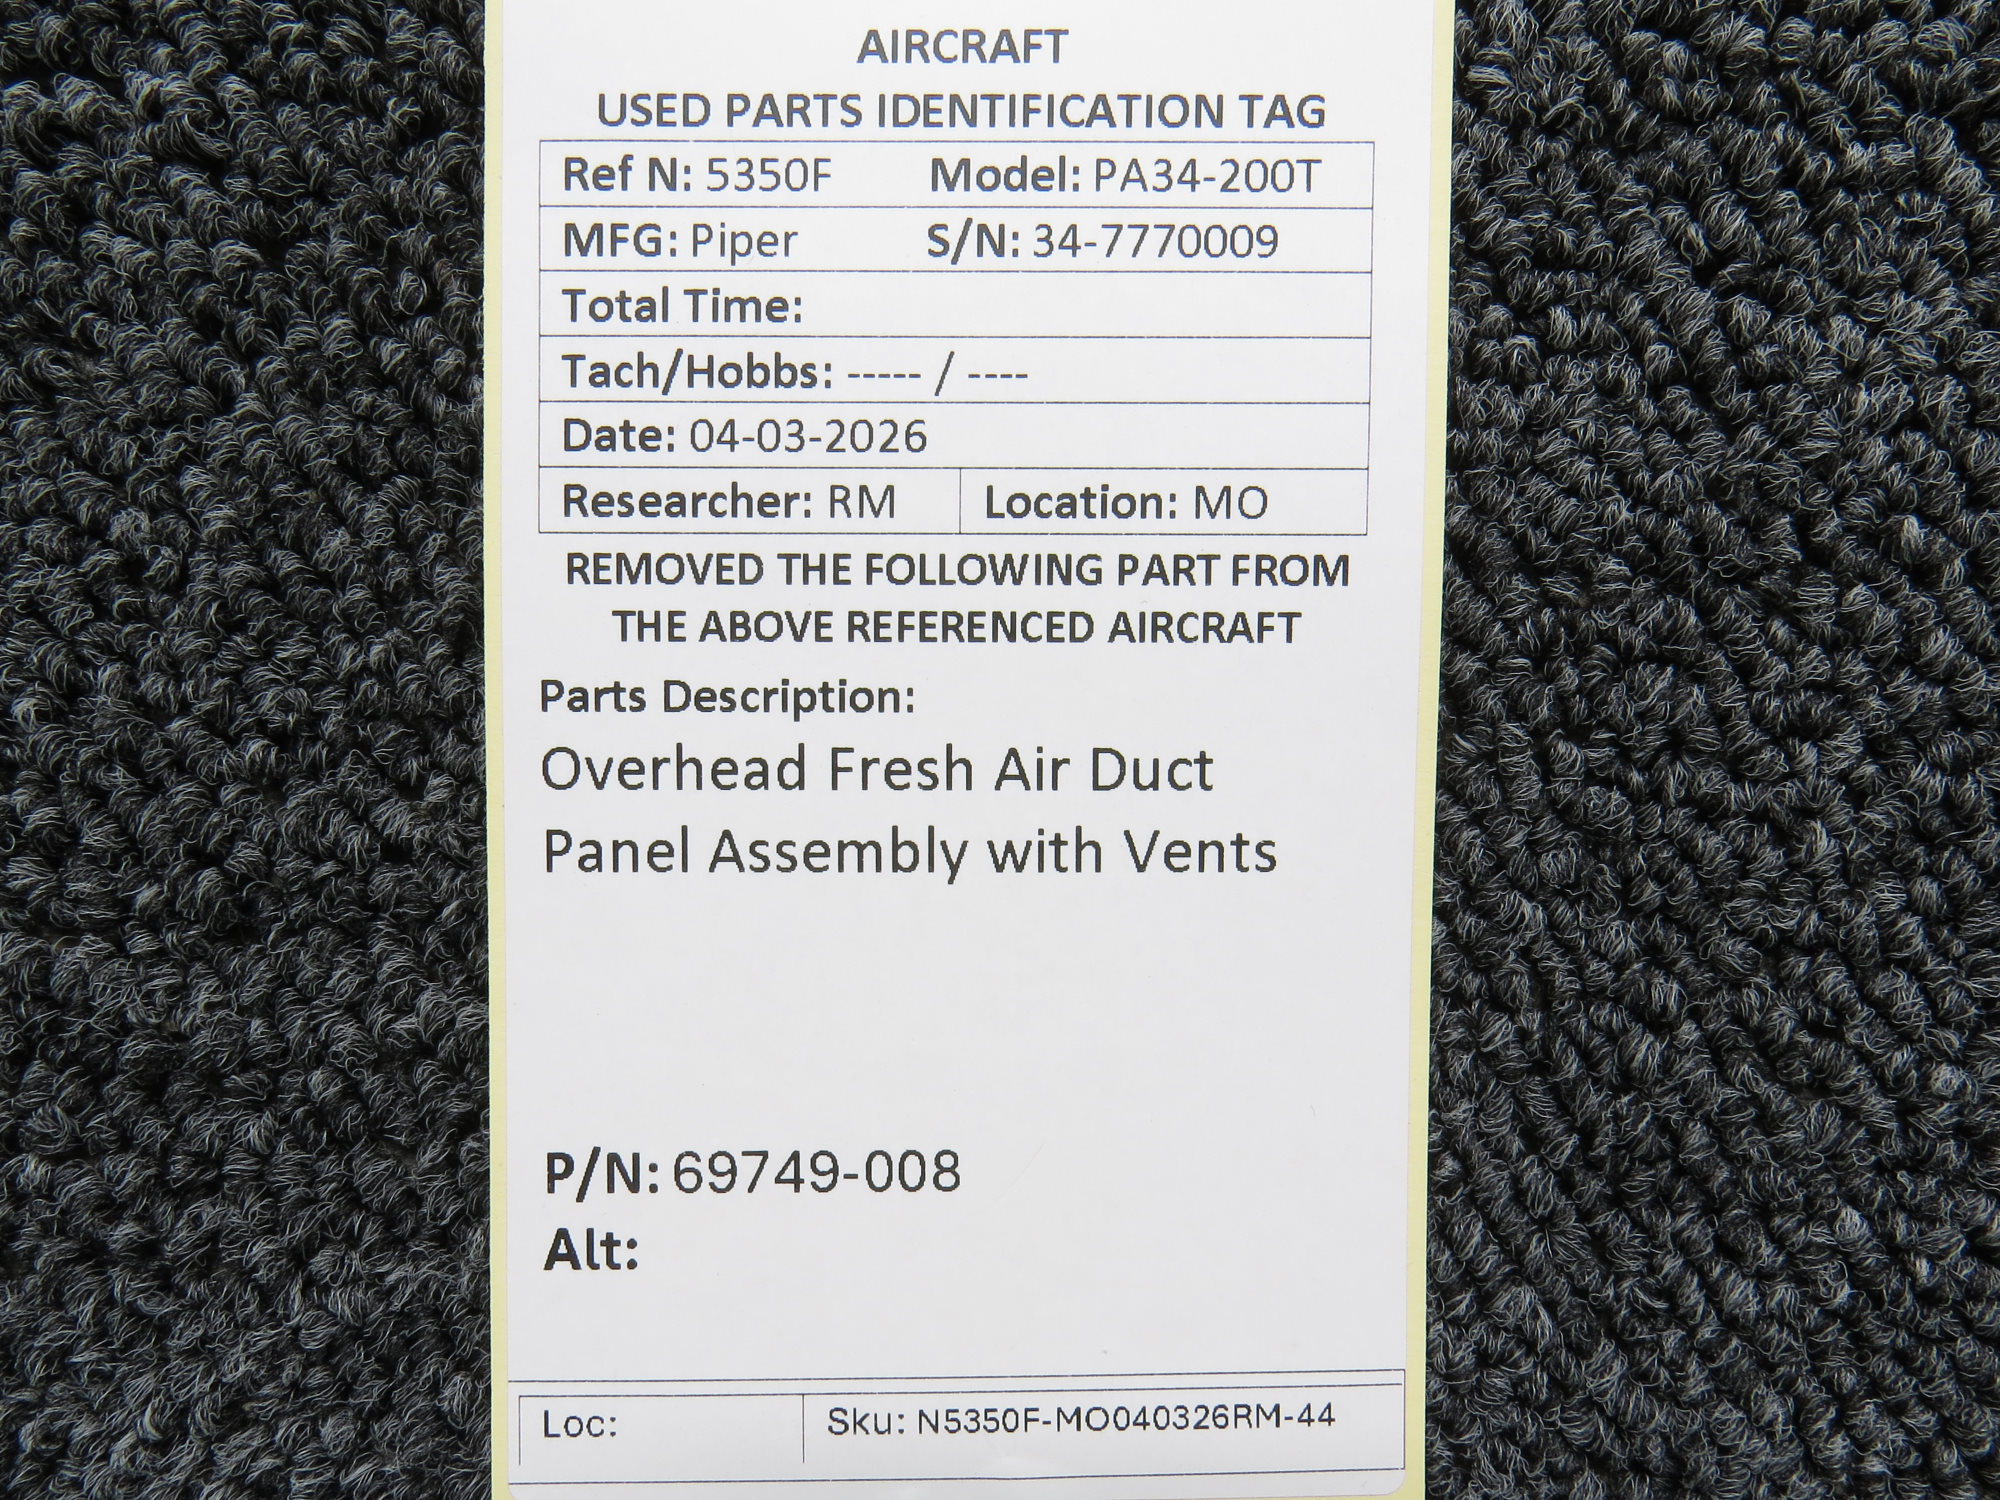 AIRCRAFT
USED PARTS IDENTIFICATION TAG
Ref N: 5350F Model: PA34-200T
MFG: Piper S/N: 34-7770009
Total Time:
Tach/Hobbs: ----- / ----
Date: 04-03-2026
Researcher: RM Location: MO
REMOVED THE FOLLOWING PART FROM
THE ABOVE REFERENCED AIRCRAFT
Parts Description:
Overhead Fresh Air Duct
Panel Assembly with Vents
P/N: 69749-008
Alt:
Loc: Sku: N5350F-MO040326RM-44